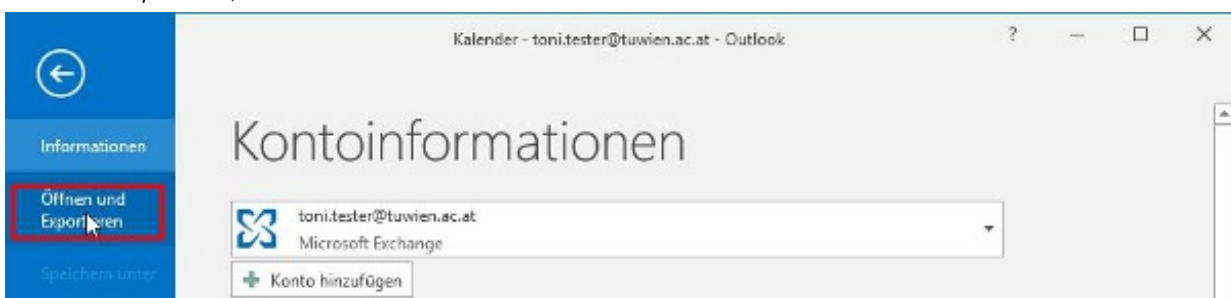 Kalender - toni.tester@tuwien.ac.at - Outlook ?
Kontoinformationen
Informationen
Öffnen und
Exportieren
toni.tester@tuwien.ac.at
Microsoft Exchange
Speichern unter
Konto hinzufügen